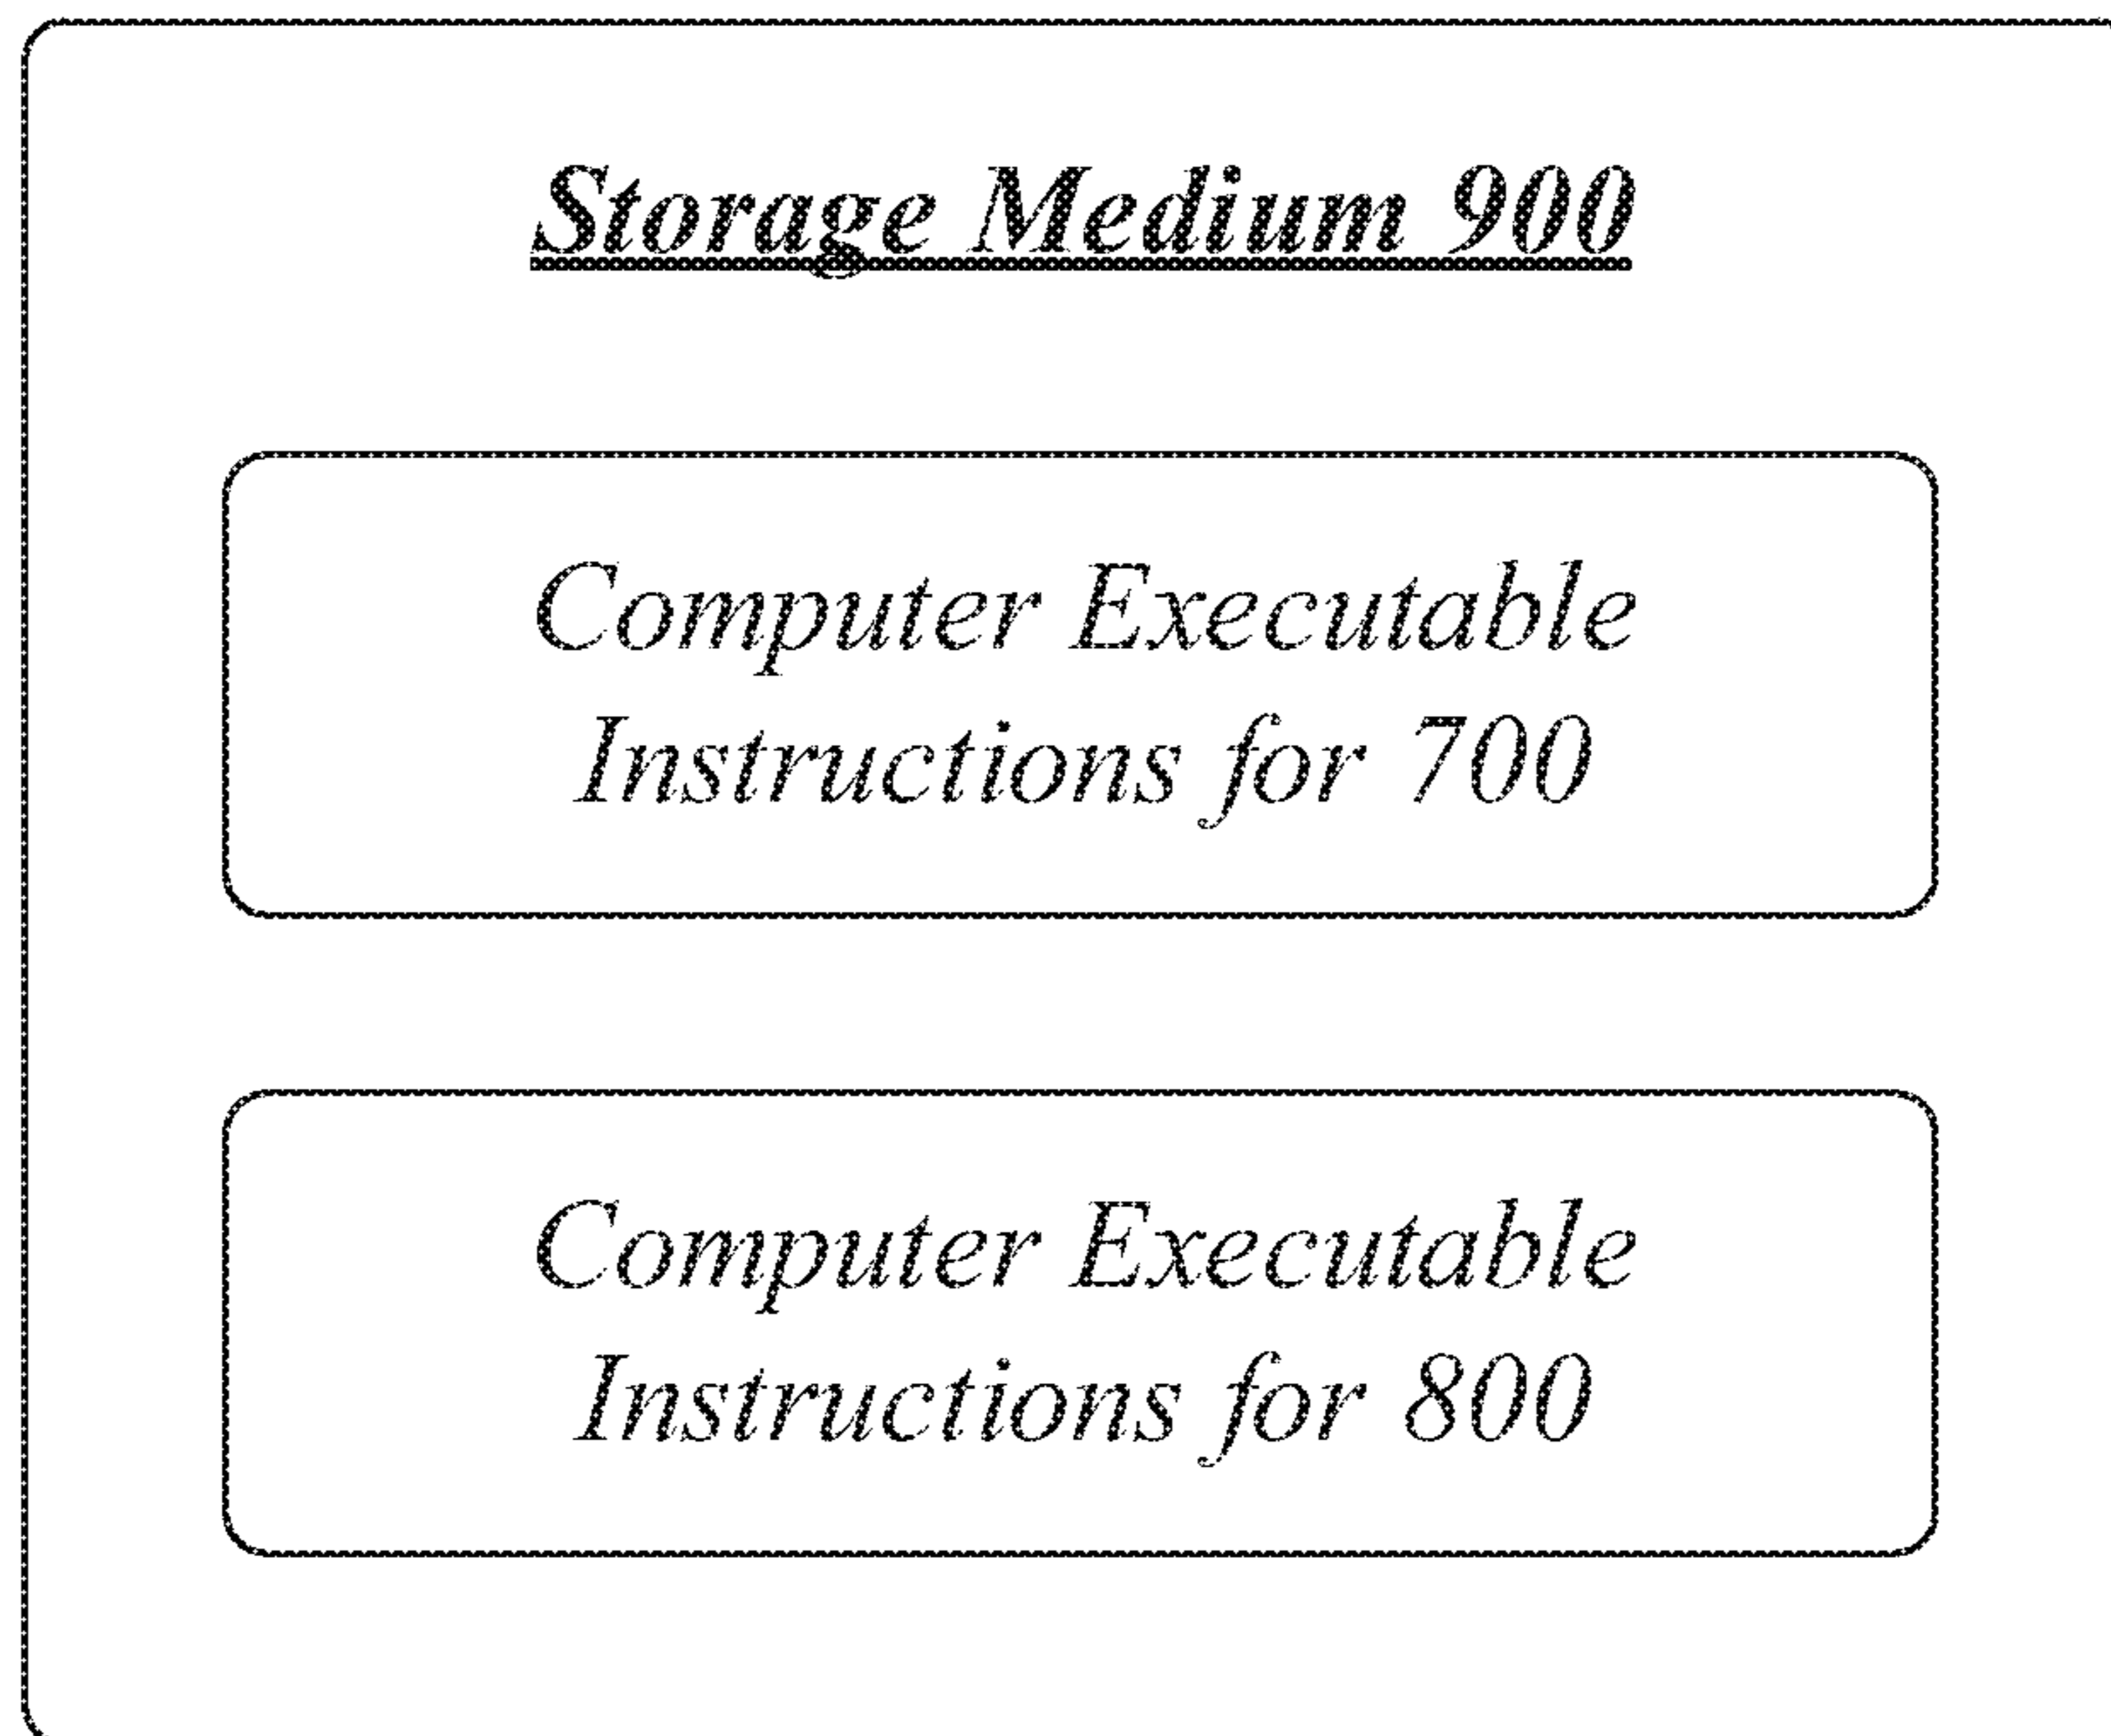 Storage Medium 900
Computer Executable
Instructions for 700
Computer Executable
Instructions for 800